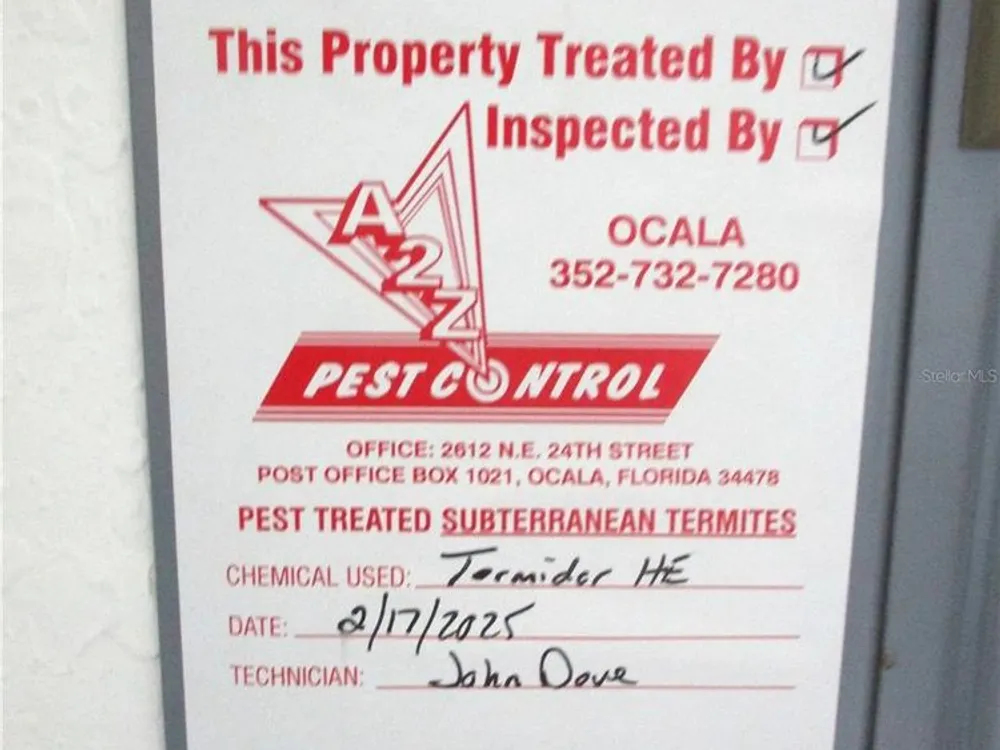 This Property Treated By
Inspected By
A2Z
OCALA
352-732-7280
PEST CONTROL
OFFICE: 2612 N.E. 24TH STREET
POST OFFICE BOX 1021, OCALA, FLORIDA 34478
PEST TREATED SUBTERRANEAN TERMITES
CHEMICAL USED: Termidor HE
DATE: 2/17/2025
TECHNICIAN: John Dove
Stellar MLS